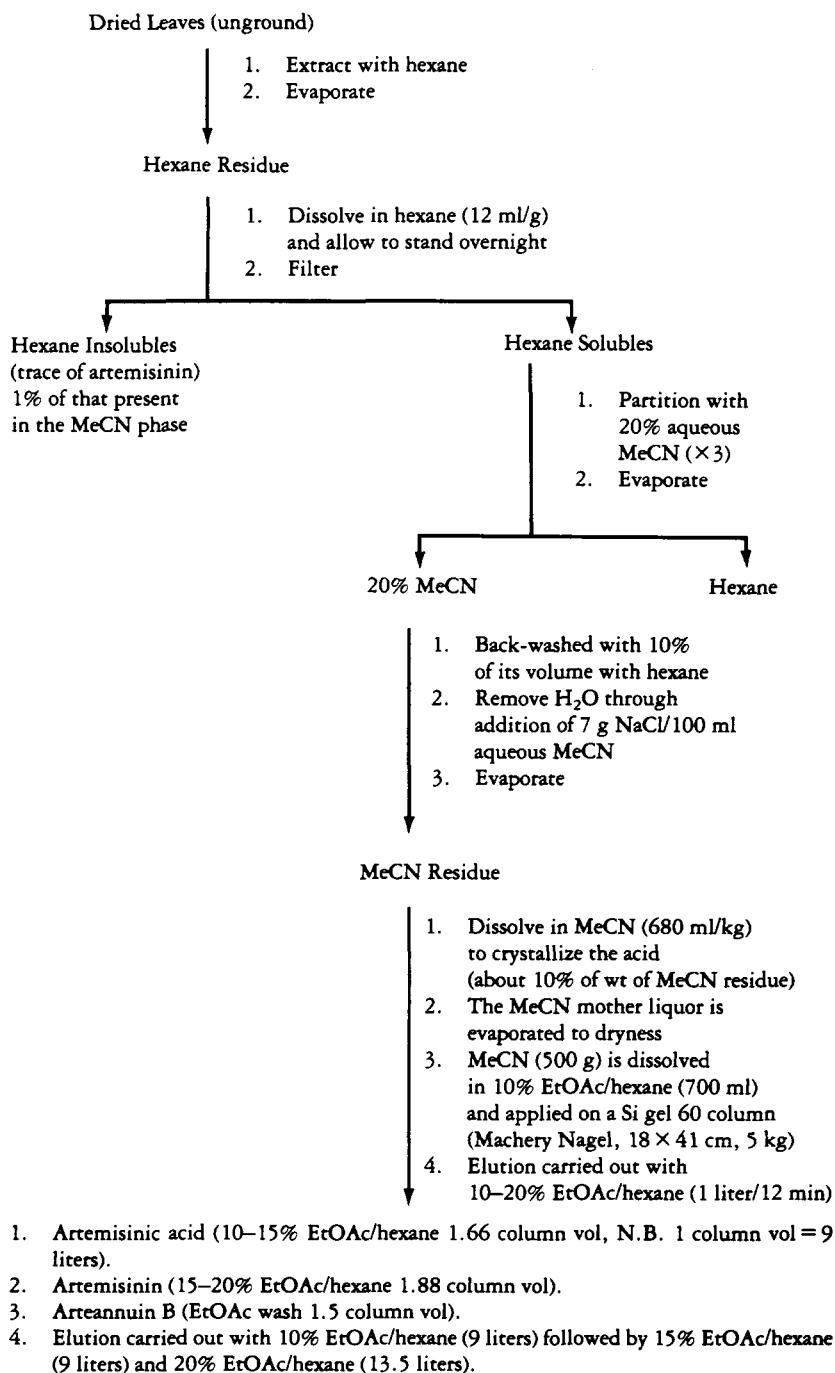 Dried Leaves (unground)
1. Extract with hexane
2. Evaporate
Hexane Residue
1. Dissolve in hexane (12 ml/g)
and allow to stand overnight
2. Filter
Hexane Insolubles
(trace of artemisinin)
1% of that present
in the MeCN phase
Hexane Solubles
1. Partition with
20% aqueous
MeCN (×3)
2. Evaporate
20% MeCN
Hexane
1. Back-washed with 10%
of its volume with hexane
2. Remove H₂O through
addition of 7 g NaCl/100 ml
aqueous MeCN
3. Evaporate
MeCN Residue
1. Dissolve in MeCN (680 ml/kg)
to crystallize the acid
(about 10% of wt of MeCN residue)
2. The MeCN mother liquor is
evaporated to dryness
3. MeCN (500 g) is dissolved
in 10% EtOAc/hexane (700 ml)
and applied on a Si gel 60 column
(Machery Nagel, 18 × 41 cm, 5 kg)
4. Elution carried out with
10–20% EtOAc/hexane (1 liter/12 min)
1. Artemisinic acid (10–15% EtOAc/hexane 1.66 column vol, N.B. 1 column vol = 9
liters).
2. Artemisinin (15–20% EtOAc/hexane 1.88 column vol).
3. Arteannuin B (EtOAc wash 1.5 column vol).
4. Elution carried out with 10% EtOAc/hexane (9 liters) followed by 15% EtOAc/hexane
(9 liters) and 20% EtOAc/hexane (13.5 liters).